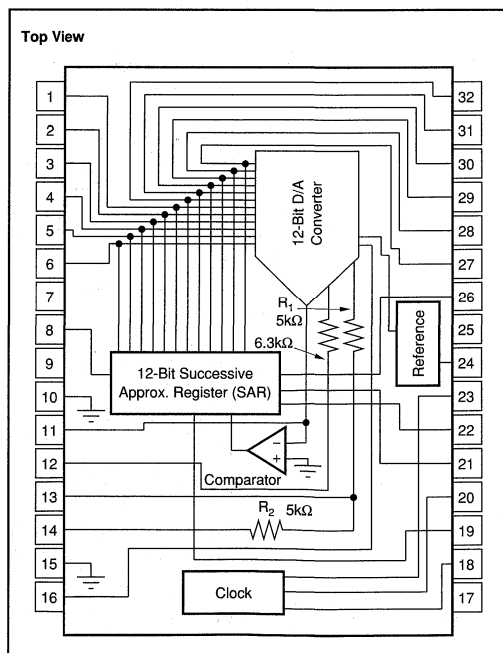 Top View
1
2
3
4
5
6
7
8
9
10
11
12
13
14
15
16
32
31
30
29
28
27
26
25
24
23
22
21
20
19
18
17
12-Bit D/A
Converter
R1
5kΩ
6.3kΩ
Reference
12-Bit Successive
Approx. Register (SAR)
−
+
Comparator
R2 5kΩ
Clock